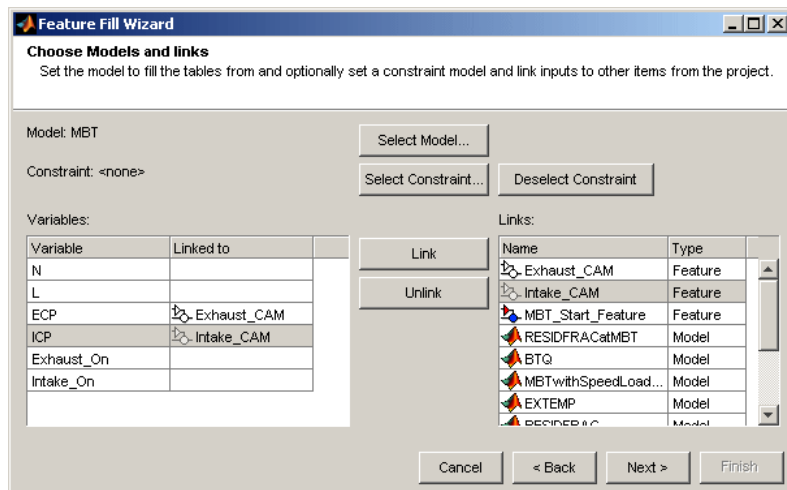 Feature Fill Wizard
Choose Models and links
Set the model to fill the tables from and optionally set a constraint model and link inputs to other items from the project.
Model: MBT
Select Model...
Constraint: <none>
Select Constraint...
Deselect Constraint
Variables:
Links:
Variable Linked to
Link
Name Type
N
Exhaust_CAM Feature
L
Unlink
Intake_CAM Feature
ECP Exhaust_CAM
MBT_Start_Feature Feature
ICP Intake_CAM
RESIDFRACatMBT Model
Exhaust_On
BTQ Model
Intake_On
MBTwithSpeedLoad... Model
EXTEMP Model
RESIDFRAC Model
Cancel
< Back
Next >
Finish